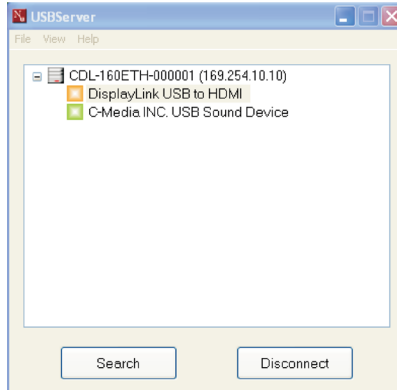 USBServer
File View Help
CDL-160ETH-000001 (169.254.10.10)
DisplayLink USB to HDMI
C-Media INC. USB Sound Device
Search Disconnect